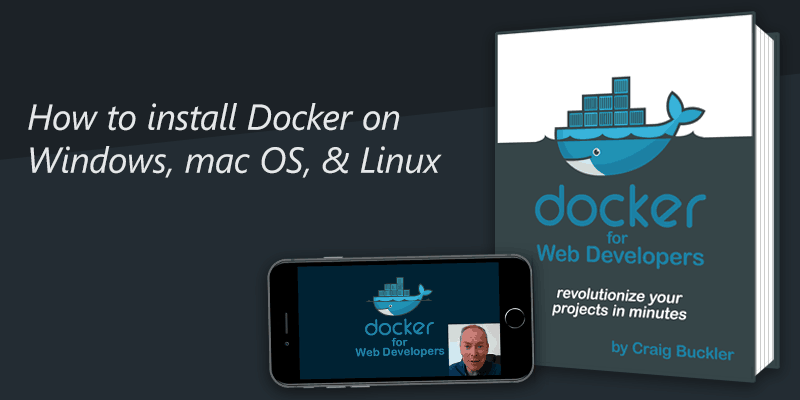 How to install Docker on
Windows, mac OS, & Linux
docker
for
Web Developers
revolutionize your
projects in minutes
by Craig Buckler
docker
for
Web Developers